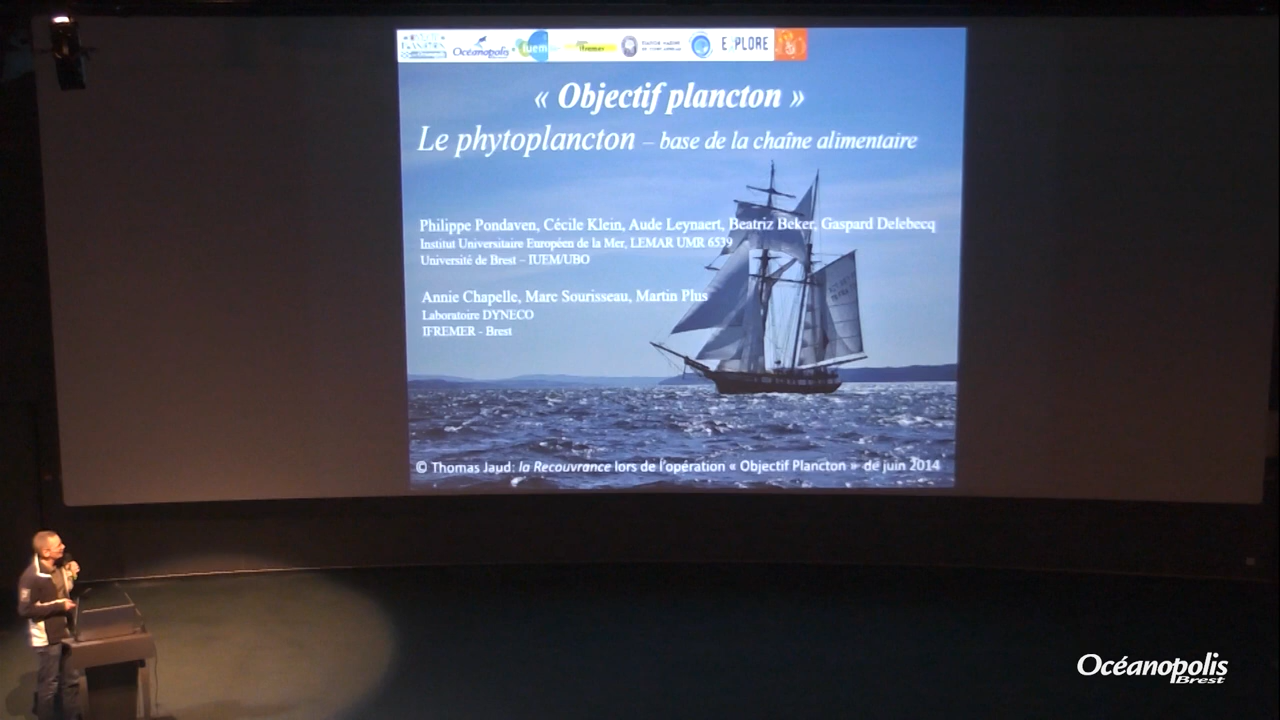 Océanopolis
iuem
Ifremer
EXPLORE
« Objectif plancton »
Le phytoplancton – base de la chaîne alimentaire
Philippe Pondaven, Cécile Klein, Aude Leynaert, Beatriz Beker, Gaspard Delebecq
Institut Universitaire Européen de la Mer, LEMAR UMR 6539
Université de Brest – IUEM/UBO
Annie Chapelle, Marc Sourisseau, Martin Plus
Laboratoire DYNECO
IFREMER - Brest
© Thomas Jaud: la Recouvrance lors de l'opération « Objectif Plancton » de juin 2014
Océanopolis
Brest